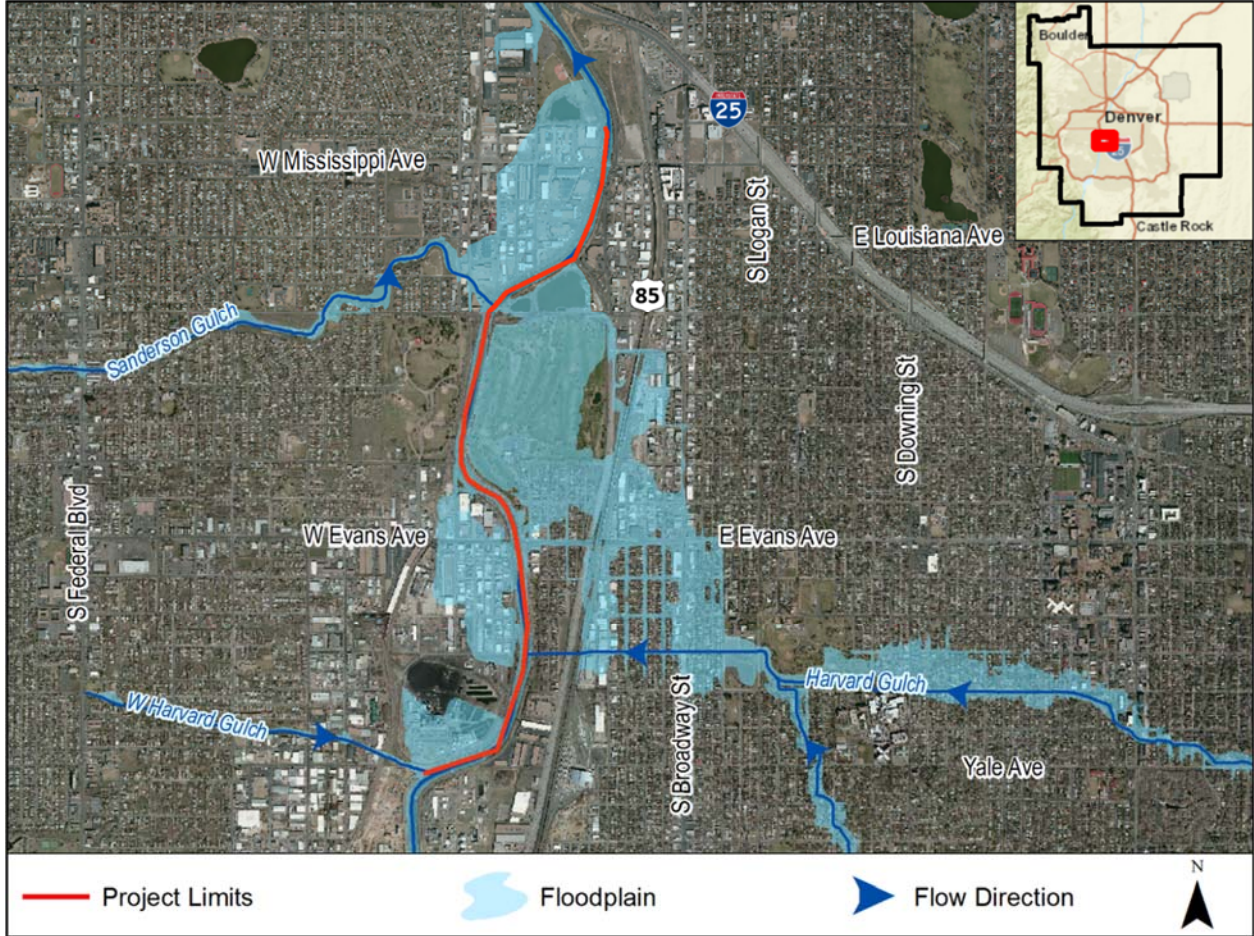 Boulder
Denver
25
Castle Rock
25
W Mississippi Ave
S Logan St
E Louisiana Ave
85
Sanderson Gulch
S Downing St
S Federal Blvd
W Evans Ave
E Evans Ave
W Harvard Gulch
S Broadway St
Harvard Gulch
Yale Ave
Project Limits
Floodplain
Flow Direction
N